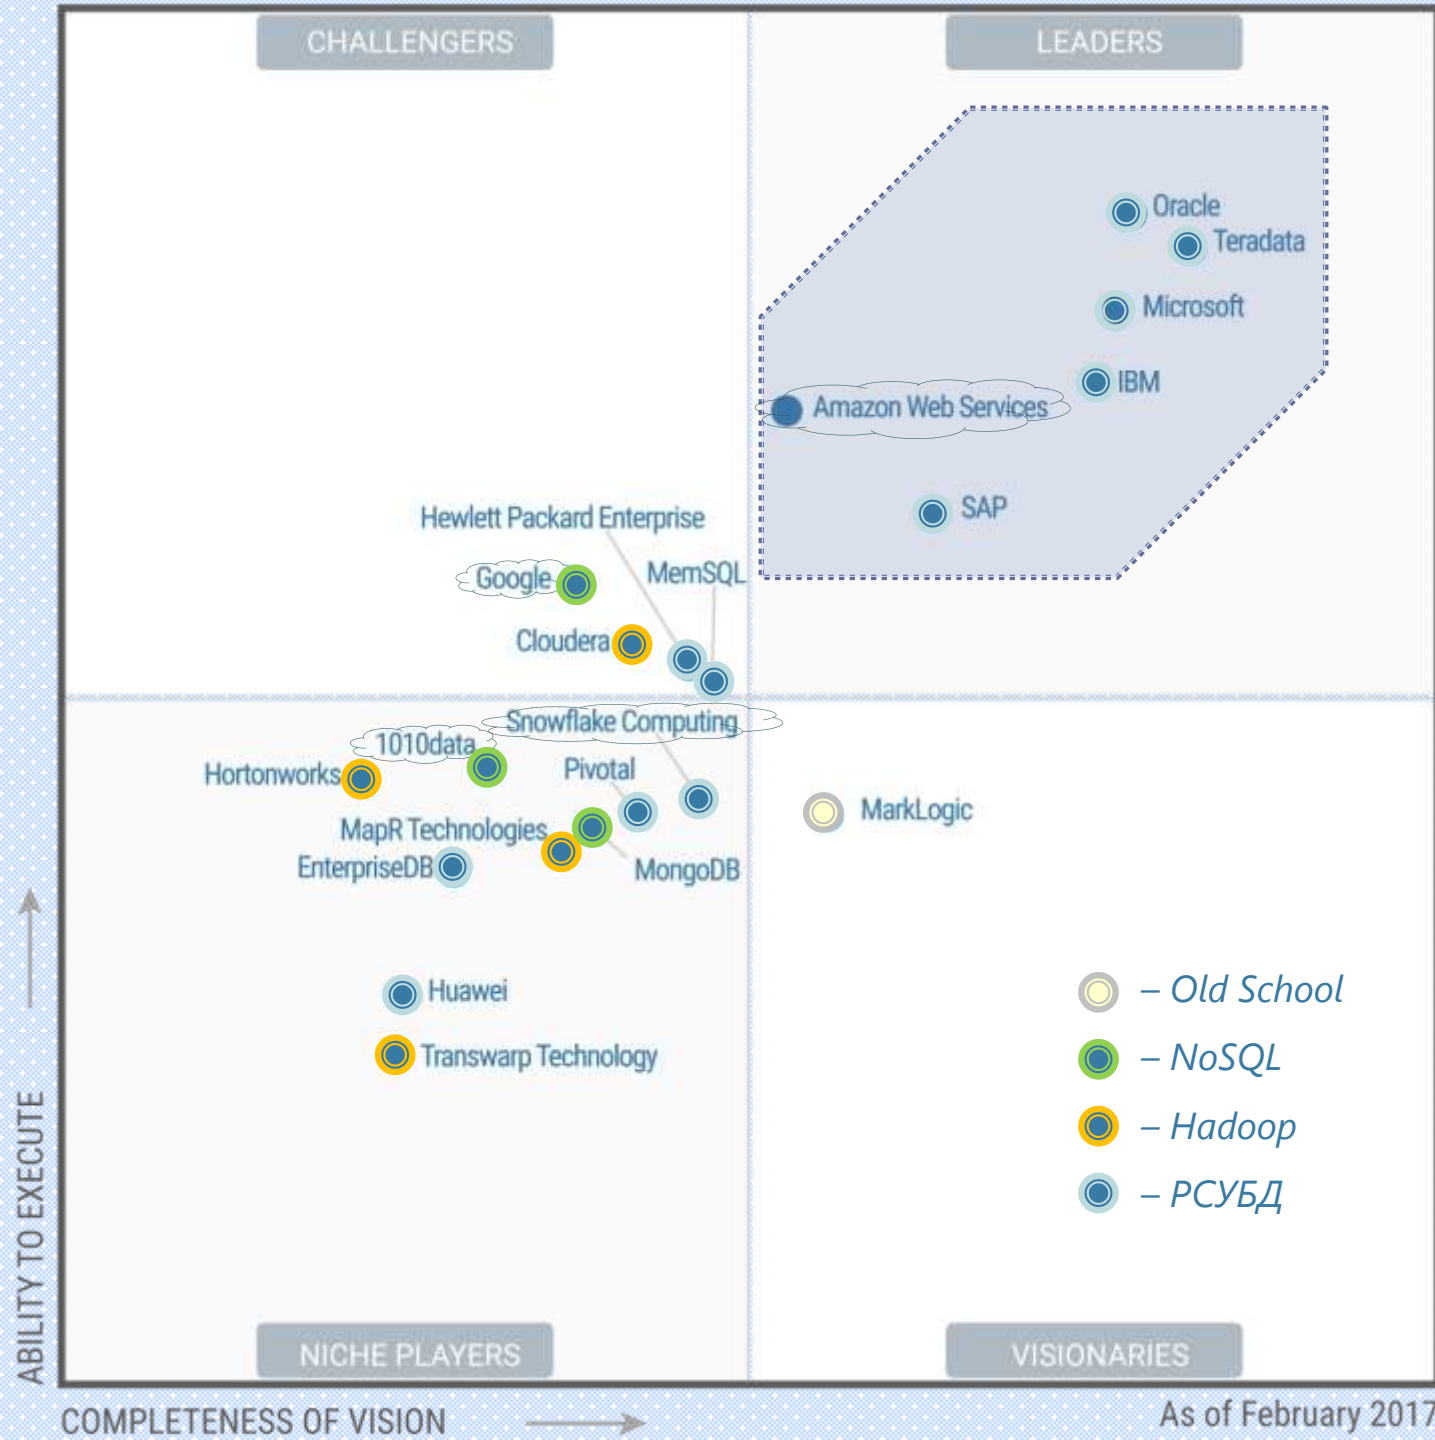 CHALLENGERS
LEADERS
Oracle
Teradata
Microsoft
IBM
Amazon Web Services
SAP
Hewlett Packard Enterprise
MemSQL
Google
Cloudera
Snowflake Computing
1010data
Pivotal
Hortonworks
MarkLogic
MapR Technologies
EnterpriseDB
MongoDB
Huawei
Transwarp Technology
– Old School
– NoSQL
– Hadoop
– РСУБД
ABILITY TO EXECUTE
NICHE PLAYERS
VISIONARIES
COMPLETENESS OF VISION
As of February 2017